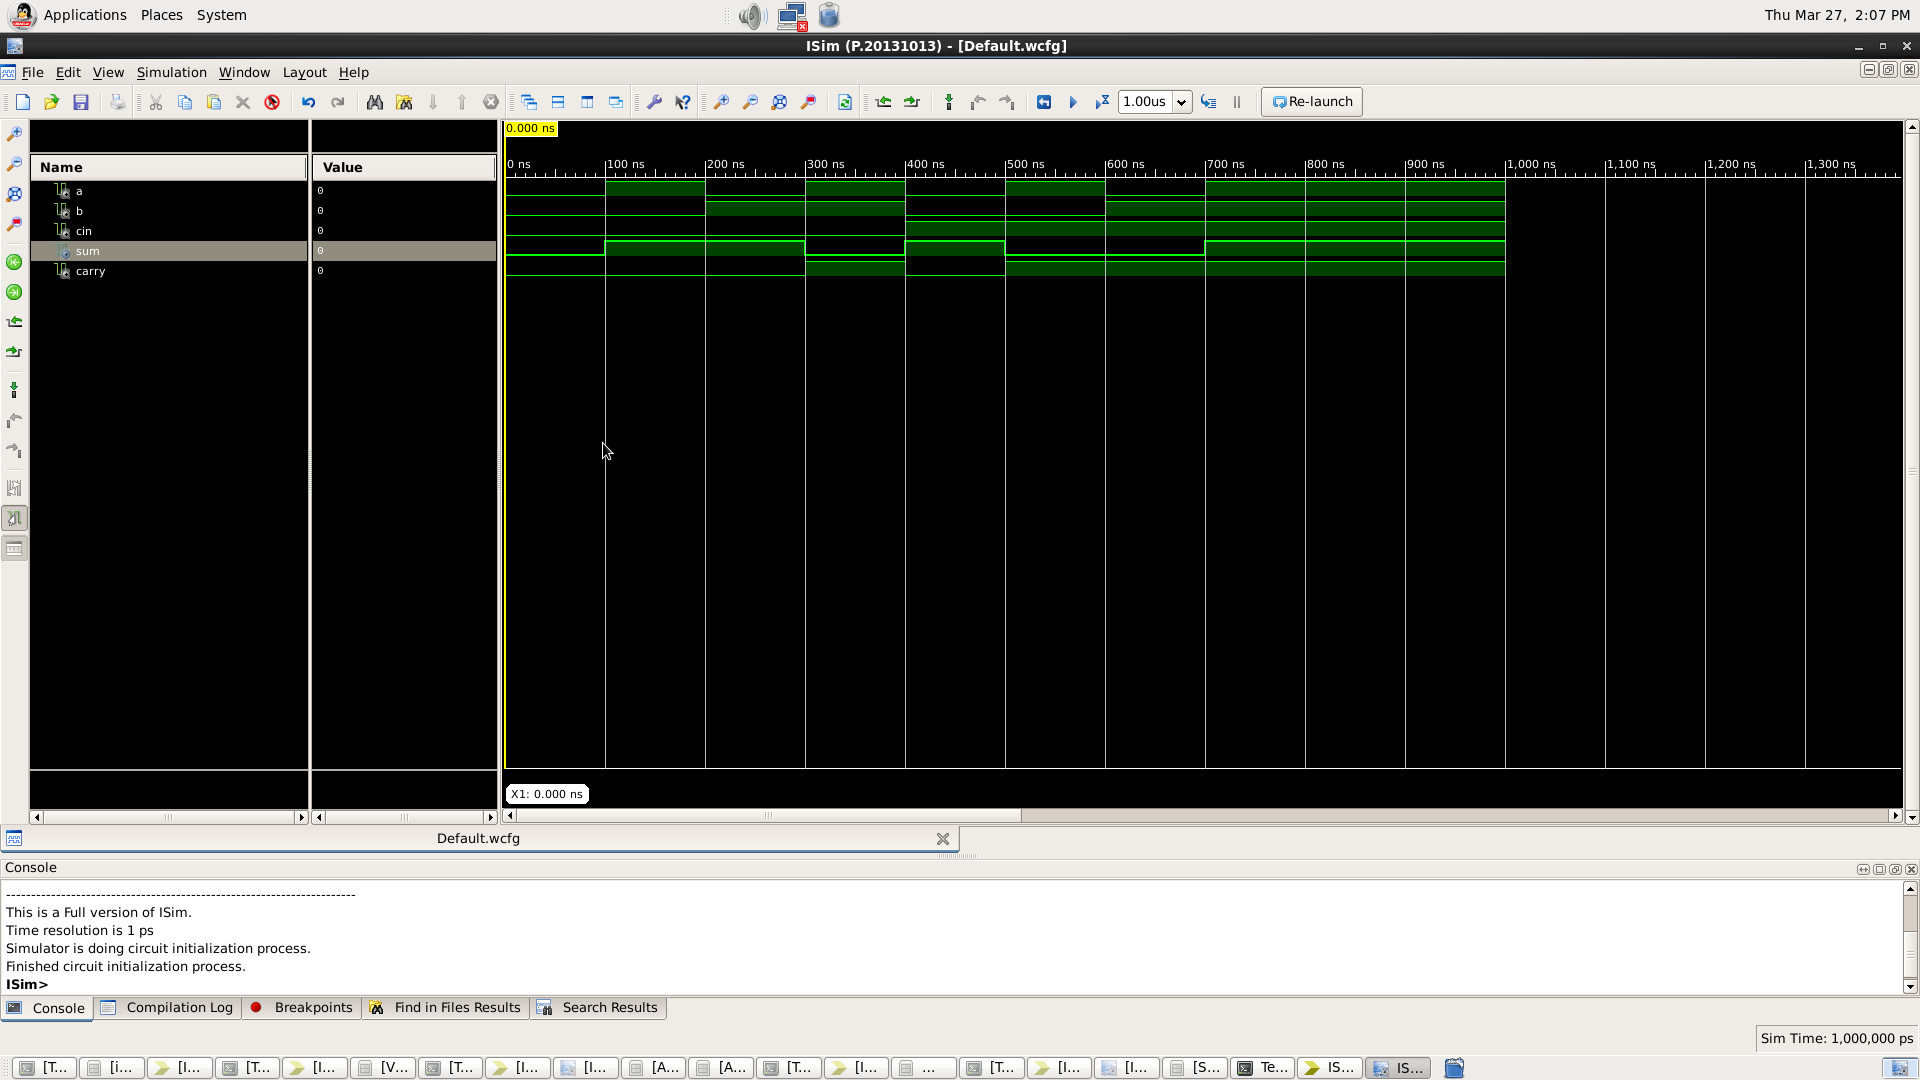 Applications Places System
Thu Mar 27, 2:07 PM
ISim (P.20131013) - [Default.wcfg]
File Edit View Simulation Window Layout Help
1.00us Re-launch
0.000 ns
Name Value
0 ns 100 ns 200 ns 300 ns 400 ns 500 ns 600 ns 700 ns 800 ns 900 ns 1,000 ns 1,100 ns 1,200 ns 1,300 ns
a 0
b 0
cin 0
sum 0
carry 0
X1: 0.000 ns
Default.wcfg
Console
----------------------------------------------------------------------
This is a Full version of ISim.
Time resolution is 1 ps
Simulator is doing circuit initialization process.
Finished circuit initialization process.
ISim>
Console Compilation Log Breakpoints Find in Files Results Search Results
Sim Time: 1,000,000 ps
[T... [i... [I... [T... [I... [V... [T... [I... [I... [A... [A... [T... [I... ... [T... [I... [I... [S... Te... IS... IS...